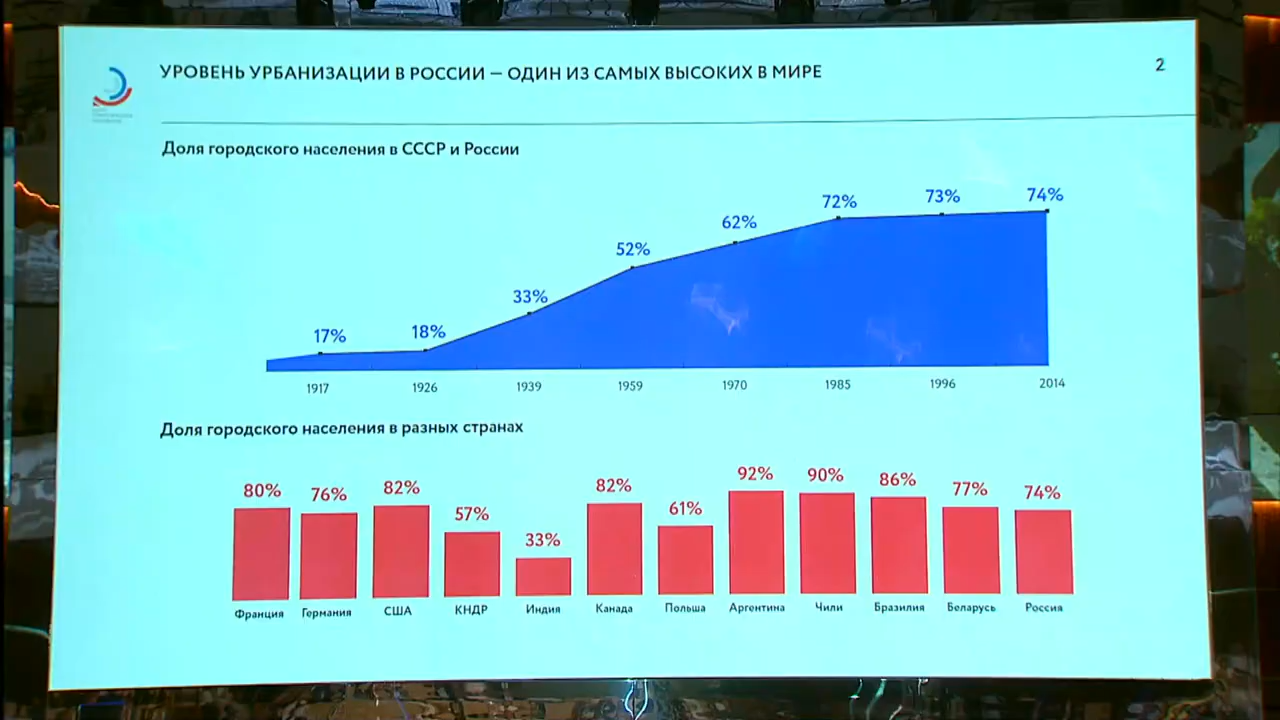 УРОВЕНЬ УРБАНИЗАЦИИ В РОССИИ — ОДИН ИЗ САМЫХ ВЫСОКИХ В МИРЕ
2
Доля городского населения в СССР и России
17% 18% 33% 52% 62% 72% 73% 74%
1917 1926 1939 1959 1970 1985 1996 2014
Доля городского населения в разных странах
80% 76% 82% 57% 33% 82% 61% 92% 90% 86% 77% 74%
Франция Германия США КНДР Индия Канада Польша Аргентина Чили Бразилия Беларусь Россия